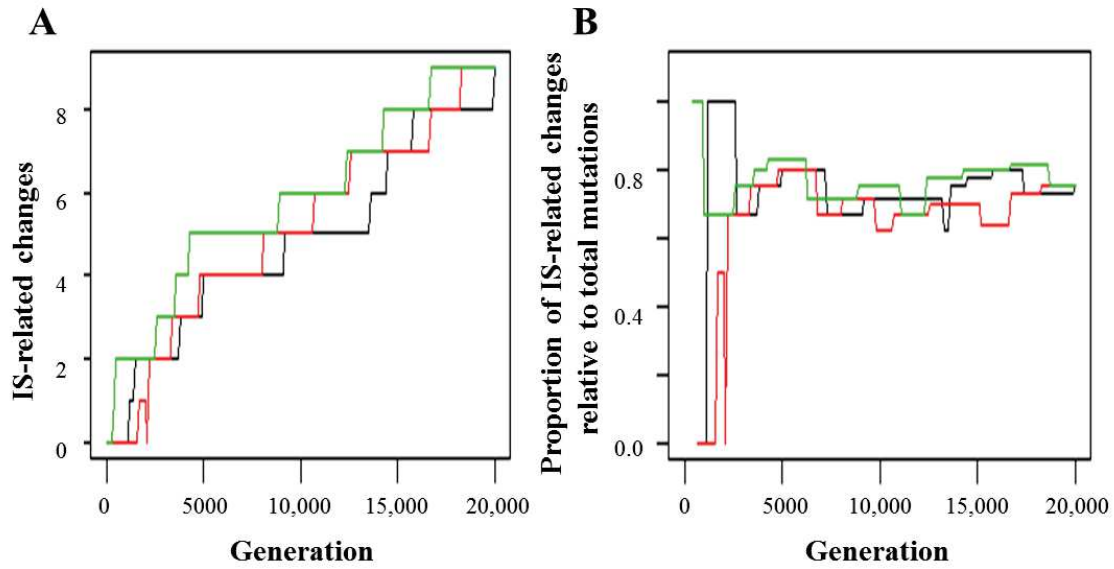 A
IS-related changes
8
6
4
2
0
0
5000
10,000
15,000
20,000
Generation
B
Proportion of IS-related changes
relative to total mutations
0.8
0.4
0.0
0
5000
10,000
15,000
20,000
Generation